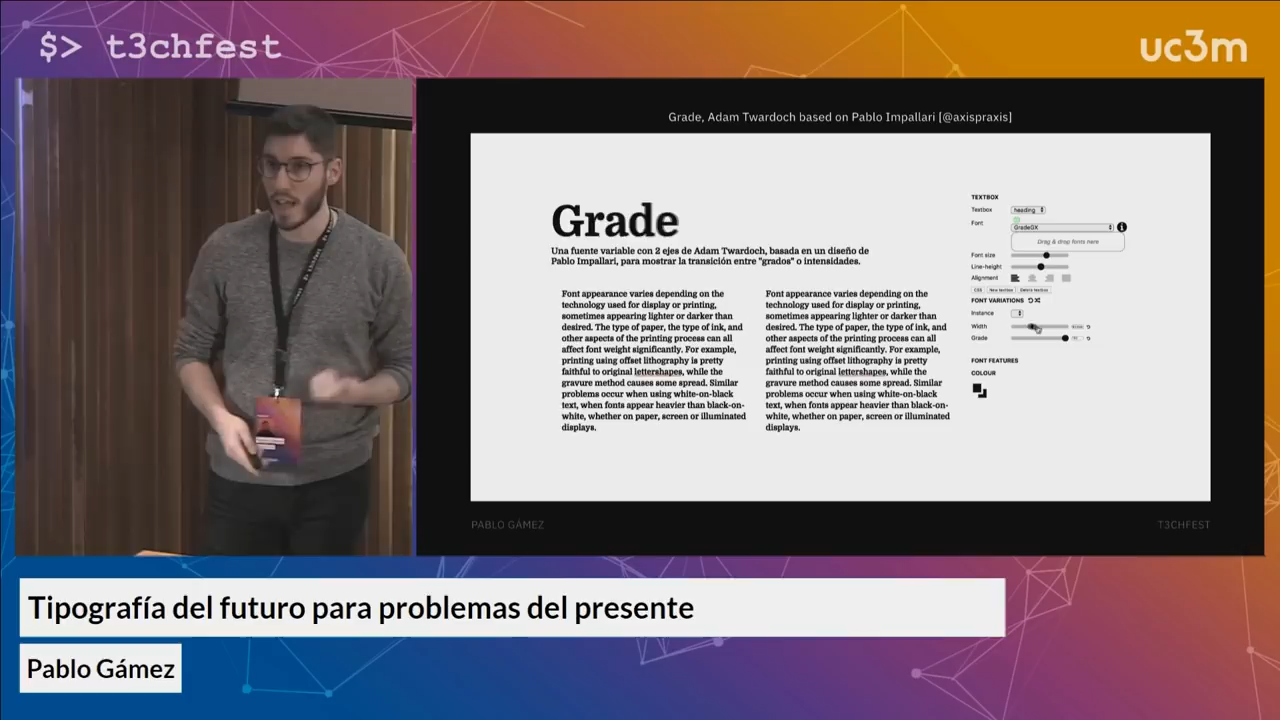 $> t3chfest
uc3m
Grade, Adam Twardoch based on Pablo Impallari [@axispraxis]
Grade
Una fuente variable con 2 ejes de Adam Twardoch, basada en un diseño de
Pablo Impallari, para mostrar la transición entre "grados" o intensidades.
Font appearance varies depending on the
technology used for display or printing,
sometimes appearing lighter or darker than
desired. The type of paper, the type of ink, and
other aspects of the printing process can all
affect font weight significantly. For example,
printing using offset lithography is pretty
faithful to original lettershapes, while the
gravure method causes some spread. Similar
problems occur when using white-on-black
text, when fonts appear heavier than black-on-
white, whether on paper, screen or illuminated
displays.
Font appearance varies depending on the
technology used for display or printing,
sometimes appearing lighter or darker than
desired. The type of paper, the type of ink, and
other aspects of the printing process can all
affect font weight significantly. For example,
printing using offset lithography is pretty
faithful to original lettershapes, while the
gravure method causes some spread. Similar
problems occur when using white-on-black
text, when fonts appear heavier than black-on-
white, whether on paper, screen or illuminated
displays.
TEXTBOX
Textbox heading
Font
GradeGX
Drag & drop fonts here
Font size
Line-height
Alignment
CSS New textbox Delete textbox
FONT VARIATIONS
Instance
Width
Grade
FONT FEATURES
COLOUR
PABLO GÁMEZ
T3CHFEST
Tipografía del futuro para problemas del presente
Pablo Gámez